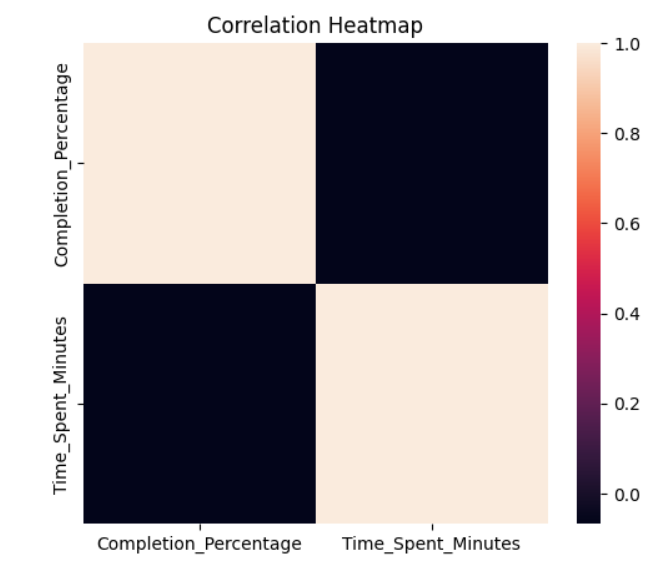 Correlation Heatmap
Completion_Percentage
Time_Spent_Minutes
Completion_Percentage
Time_Spent_Minutes
1.0
0.8
0.6
0.4
0.2
0.0